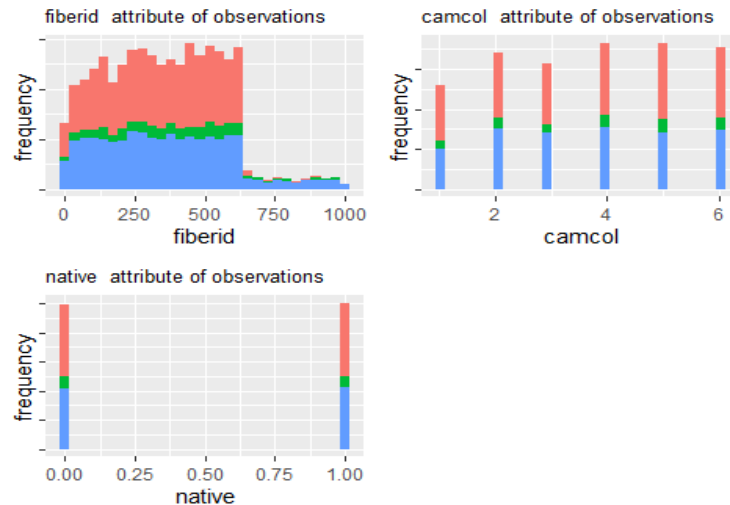 fiberid attribute of observations
frequency
0 250 500 750 1000
fiberid
camcol attribute of observations
frequency
2 4 6
camcol
native attribute of observations
frequency
0.00 0.25 0.50 0.75 1.00
native